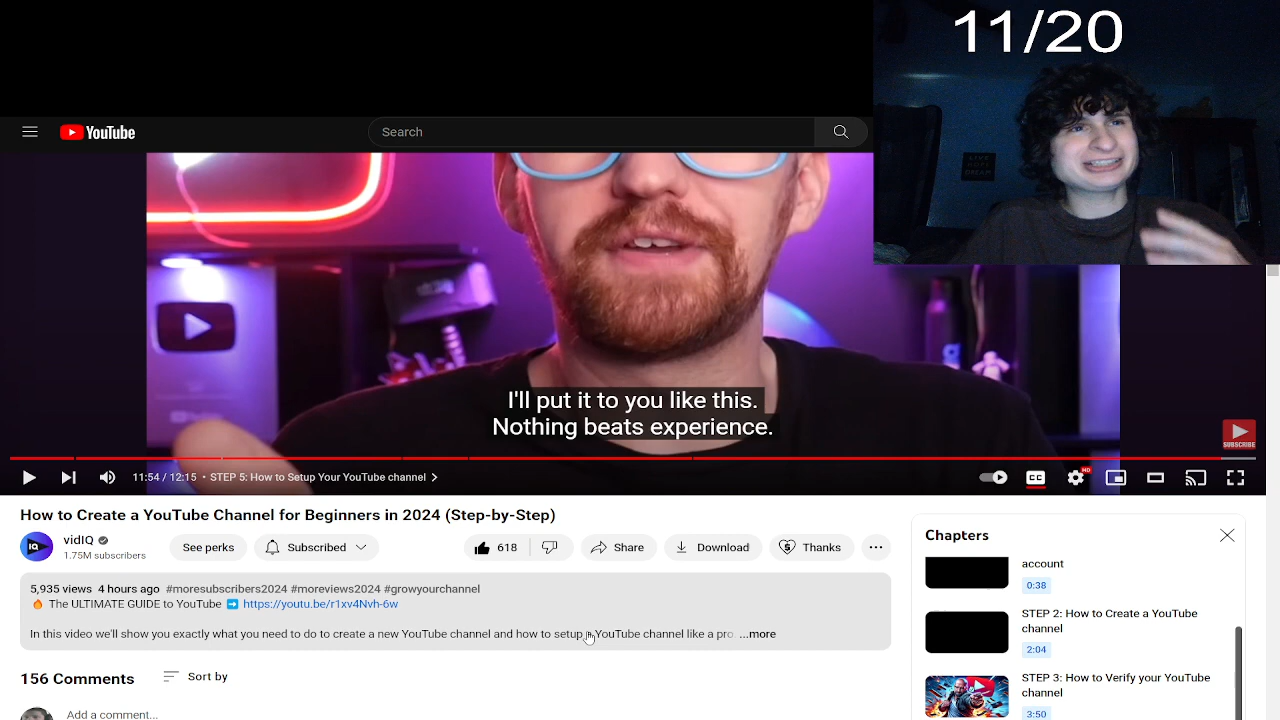 11/20
YouTube
Search
I'll put it to you like this.
Nothing beats experience.
SUBSCRIBE
11:54 / 12:15 • STEP 5: How to Setup Your YouTube channel
CC
HD
How to Create a YouTube Channel for Beginners in 2024 (Step-by-Step)
IQ
vidIQ
1.75M subscribers
See perks
Subscribed
618
Share
Download
Thanks
5,935 views 4 hours ago #moresubscribers2024 #moreviews2024 #growyourchannel
🔥 The ULTIMATE GUIDE to YouTube ➡️ https://youtu.be/r1xv4Nvh-6w
In this video we'll show you exactly what you need to do to create a new YouTube channel and how to setup YouTube channel like a pro. ...more
156 Comments
Sort by
Add a comment...
Chapters
account
0:38
STEP 2: How to Create a YouTube
channel
2:04
STEP 3: How to Verify your YouTube
channel
3:50